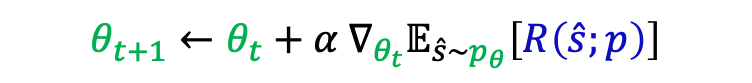 θ_{t+1} ← θ_t + α ∇_{θ_t} 𝔼_{ŝ∼p_θ}[R(ŝ; p)]